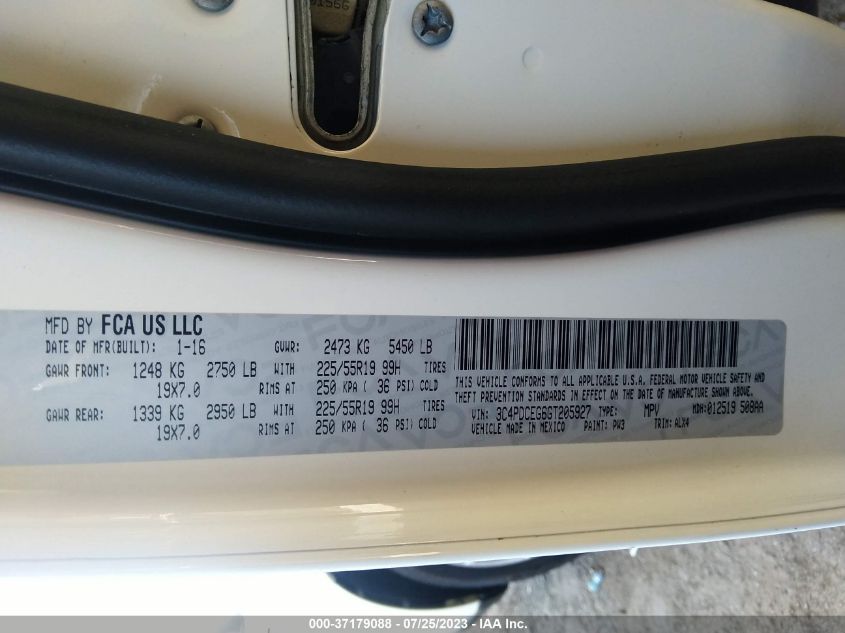 MFD BY FCA US LLC
DATE OF MFR(BUILT): 1-16 GVWR: 2473 KG 5450 LB
GAWR FRONT: 1248 KG 2750 LB WITH 225/55R19 99H TIRES
19X7.0 RIMS AT 250 KPA ( 36 PSI) COLD
GAWR REAR: 1339 KG 2950 LB WITH 225/55R19 99H TIRES
19X7.0 RIMS AT 250 KPA ( 36 PSI) COLD
THIS VEHICLE CONFORMS TO ALL APPLICABLE U.S.A. FEDERAL MOTOR VEHICLE SAFETY AND
THEFT PREVENTION STANDARDS IN EFFECT ON THE DATE OF MANUFACTURE SHOWN ABOVE.
VIN: 3C4PDCEG6GT205927 TYPE: MPV MDH:012519 508AA
VEHICLE MADE IN MEXICO PAINT: PW3 TRIM: ALX4
000-37179088 - 07/25/2023 - © IAA Inc.